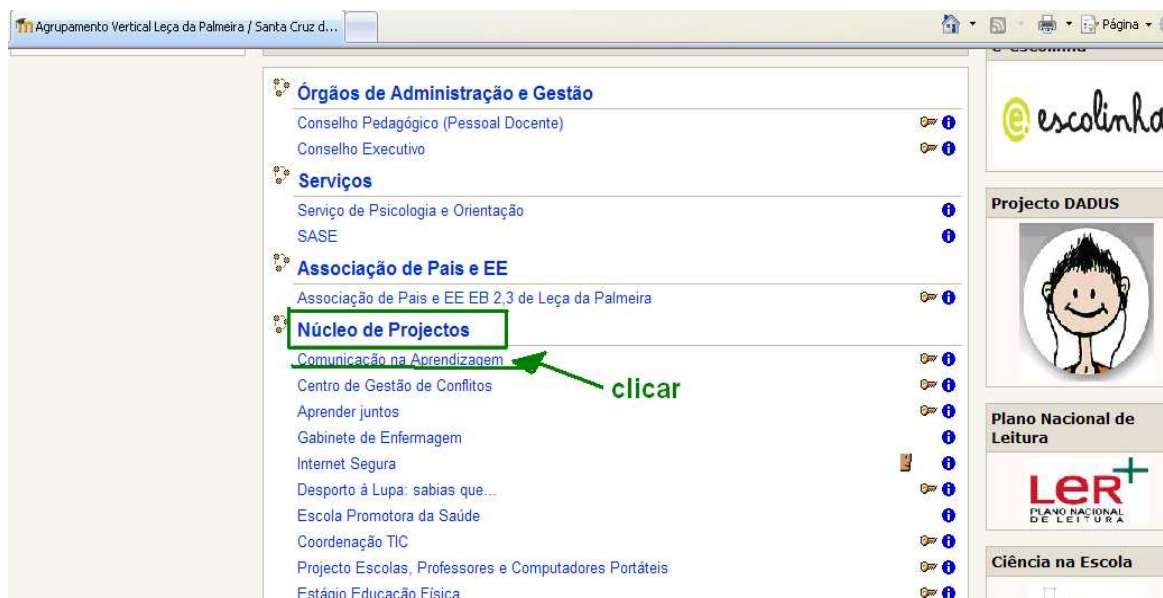 Agrupamento Vertical Leça da Palmeira / Santa Cruz d...
Página
e-escolinha
Órgãos de Administração e Gestão
Conselho Pedagógico (Pessoal Docente)
Conselho Executivo
Serviços
Serviço de Psicologia e Orientação
SASE
Associação de Pais e EE
Associação de Pais e EE EB 2,3 de Leça da Palmeira
Núcleo de Projectos
Comunicação na Aprendizagem
clicar
Centro de Gestão de Conflitos
Aprender juntos
Gabinete de Enfermagem
Internet Segura
Desporto à Lupa: sabias que...
Escola Promotora da Saúde
Coordenação TIC
Projecto Escolas, Professores e Computadores Portáteis
Estágio Educação Física
e escolinha
Projecto DADUS
Plano Nacional de
Leitura
LeR+
PLANO NACIONAL
DE LEITURA
Ciência na Escola